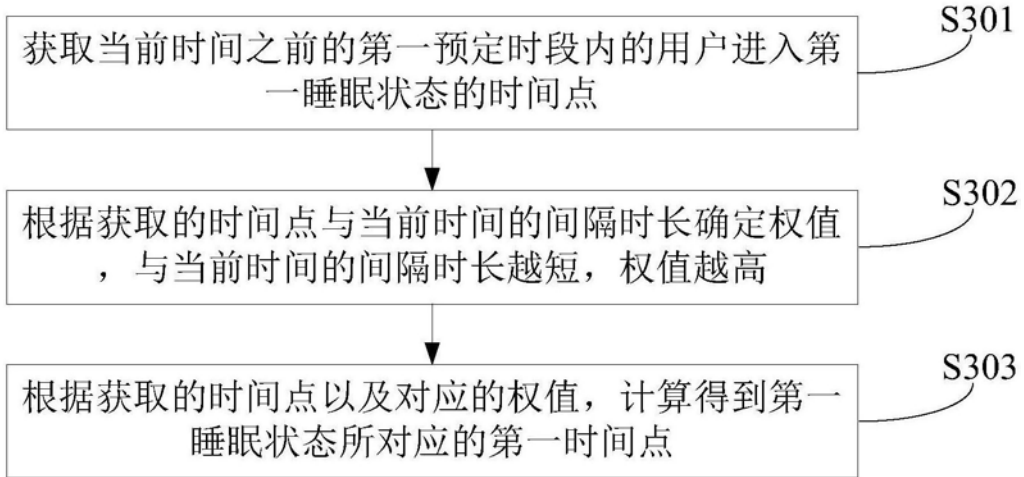 S301
获取当前时间之前的第一预定时段内的用户进入第
一睡眠状态的时间点
S302
根据获取的时间点与当前时间的间隔时长确定权值
，与当前时间的间隔时长越短，权值越高
S303
根据获取的时间点以及对应的权值，计算得到第一
睡眠状态所对应的第一时间点